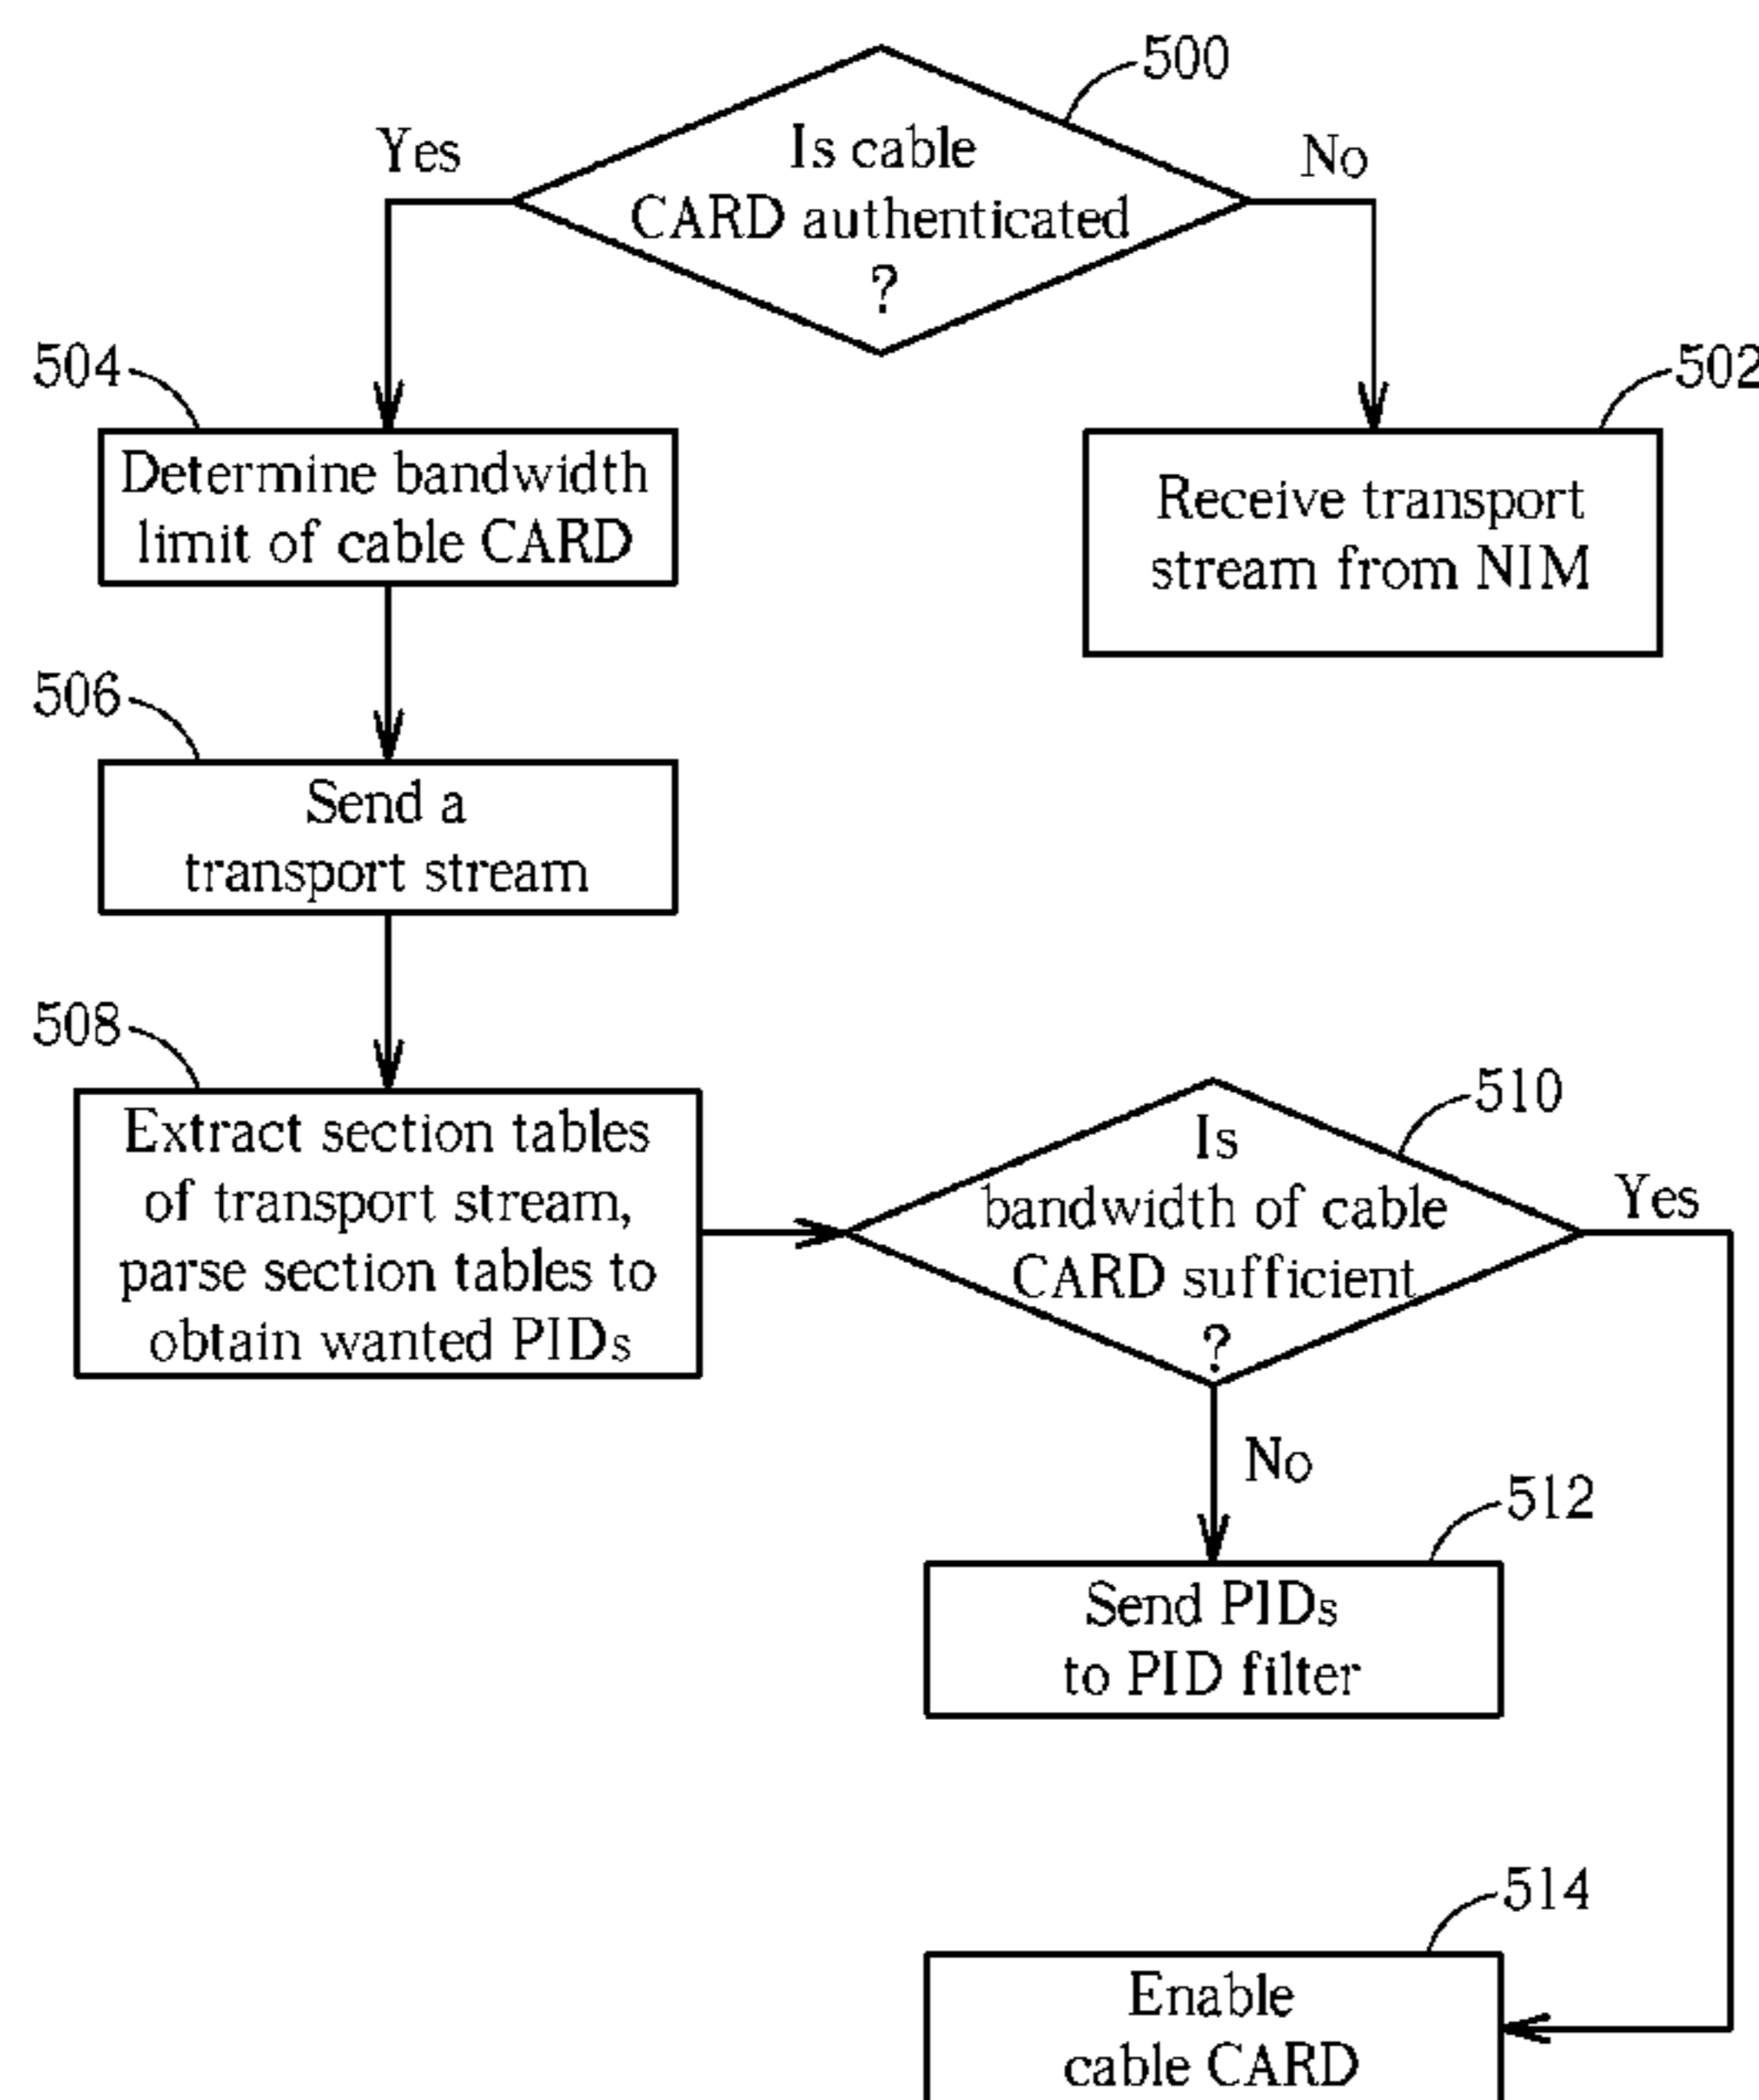 500
Yes
Is cable
CARD authenticated
?
No
504
Determine bandwidth
limit of cable CARD
502
Receive transport
stream from NIM
506
Send a
transport stream
508
Extract section tables
of transport stream,
parse section tables to
obtain wanted PIDs
510
Is
bandwidth of cable
CARD sufficient
?
Yes
No
512
Send PIDs
to PID filter
514
Enable
cable CARD